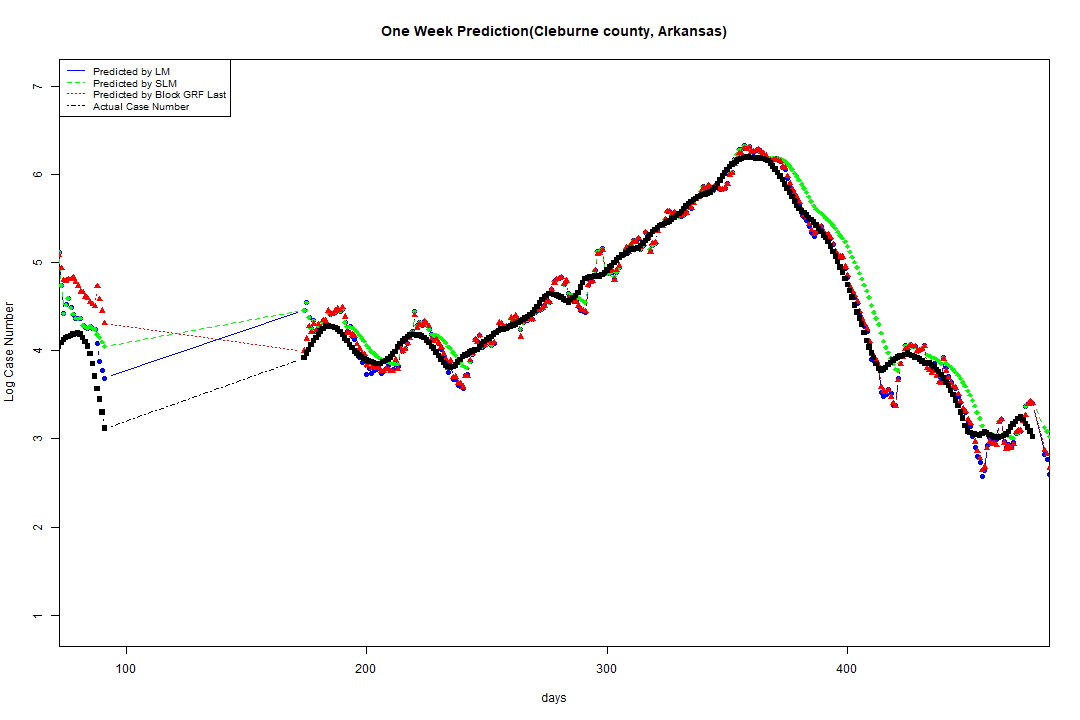 One Week Prediction(Cleburne county, Arkansas)
Predicted by LM
Predicted by SLM
Predicted by Block GRF Last
Actual Case Number
Log Case Number
7
6
5
4
3
2
1
100
200
300
400
days